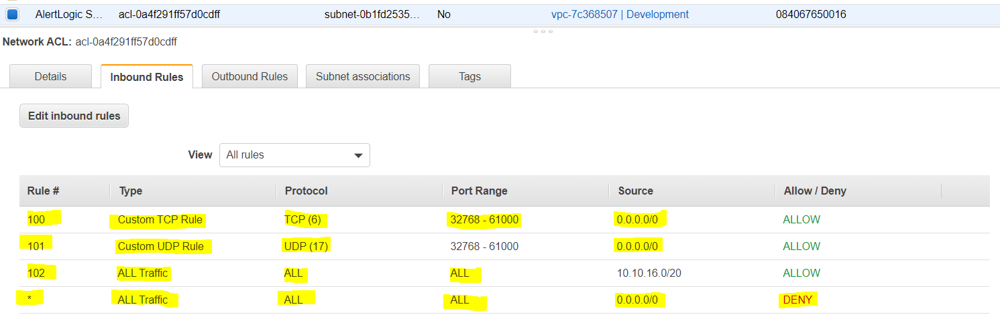 AlertLogic S... acl-0a4f291ff57d0cdff subnet-0b1fd2535... No vpc-7c368507 | Development 084067650016
Network ACL: acl-0a4f291ff57d0cdff
Details Inbound Rules Outbound Rules Subnet associations Tags
Edit inbound rules
View All rules
Rule # Type Protocol Port Range Source Allow / Deny
100 Custom TCP Rule TCP (6) 32768 - 61000 0.0.0.0/0 ALLOW
101 Custom UDP Rule UDP (17) 32768 - 61000 0.0.0.0/0 ALLOW
102 ALL Traffic ALL ALL 10.10.16.0/20 ALLOW
* ALL Traffic ALL ALL 0.0.0.0/0 DENY